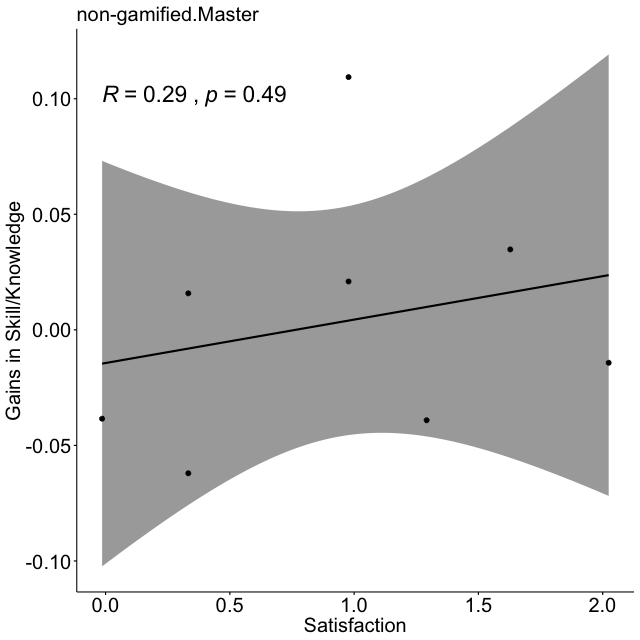 non-gamified.Master
R = 0.29 , p = 0.49
Gains in Skill/Knowledge
0.10
0.05
0.00
-0.05
-0.10
0.0 0.5 1.0 1.5 2.0
Satisfaction